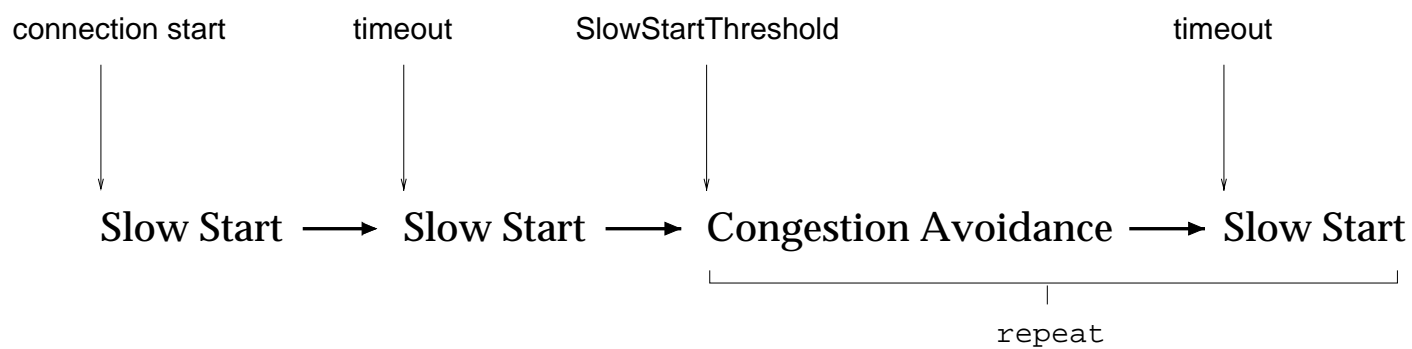 connection start timeout SlowStartThreshold timeout
Slow Start Slow Start Congestion Avoidance Slow Start
repeat